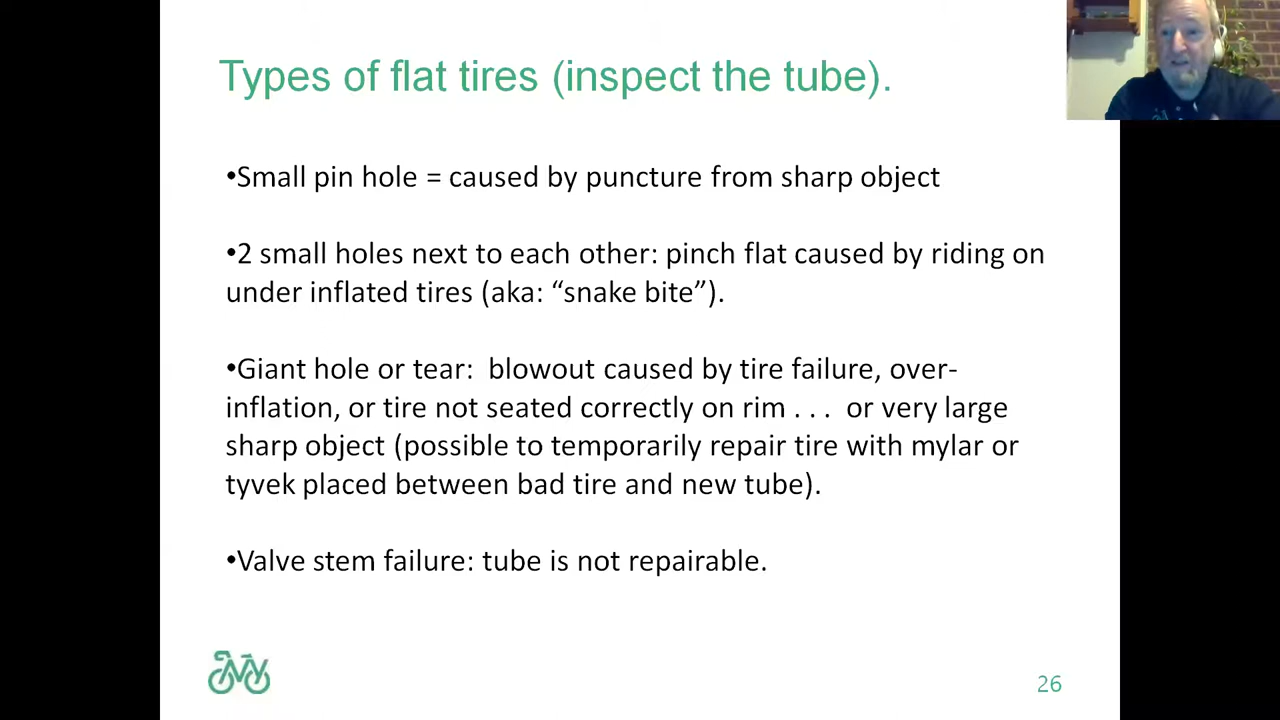 Types of flat tires (inspect the tube).
•Small pin hole = caused by puncture from sharp object
•2 small holes next to each other: pinch flat caused by riding on
under inflated tires (aka: “snake bite”).
•Giant hole or tear:  blowout caused by tire failure, over-
inflation, or tire not seated correctly on rim . . .  or very large
sharp object (possible to temporarily repair tire with mylar or
tyvek placed between bad tire and new tube).
•Valve stem failure: tube is not repairable.
26